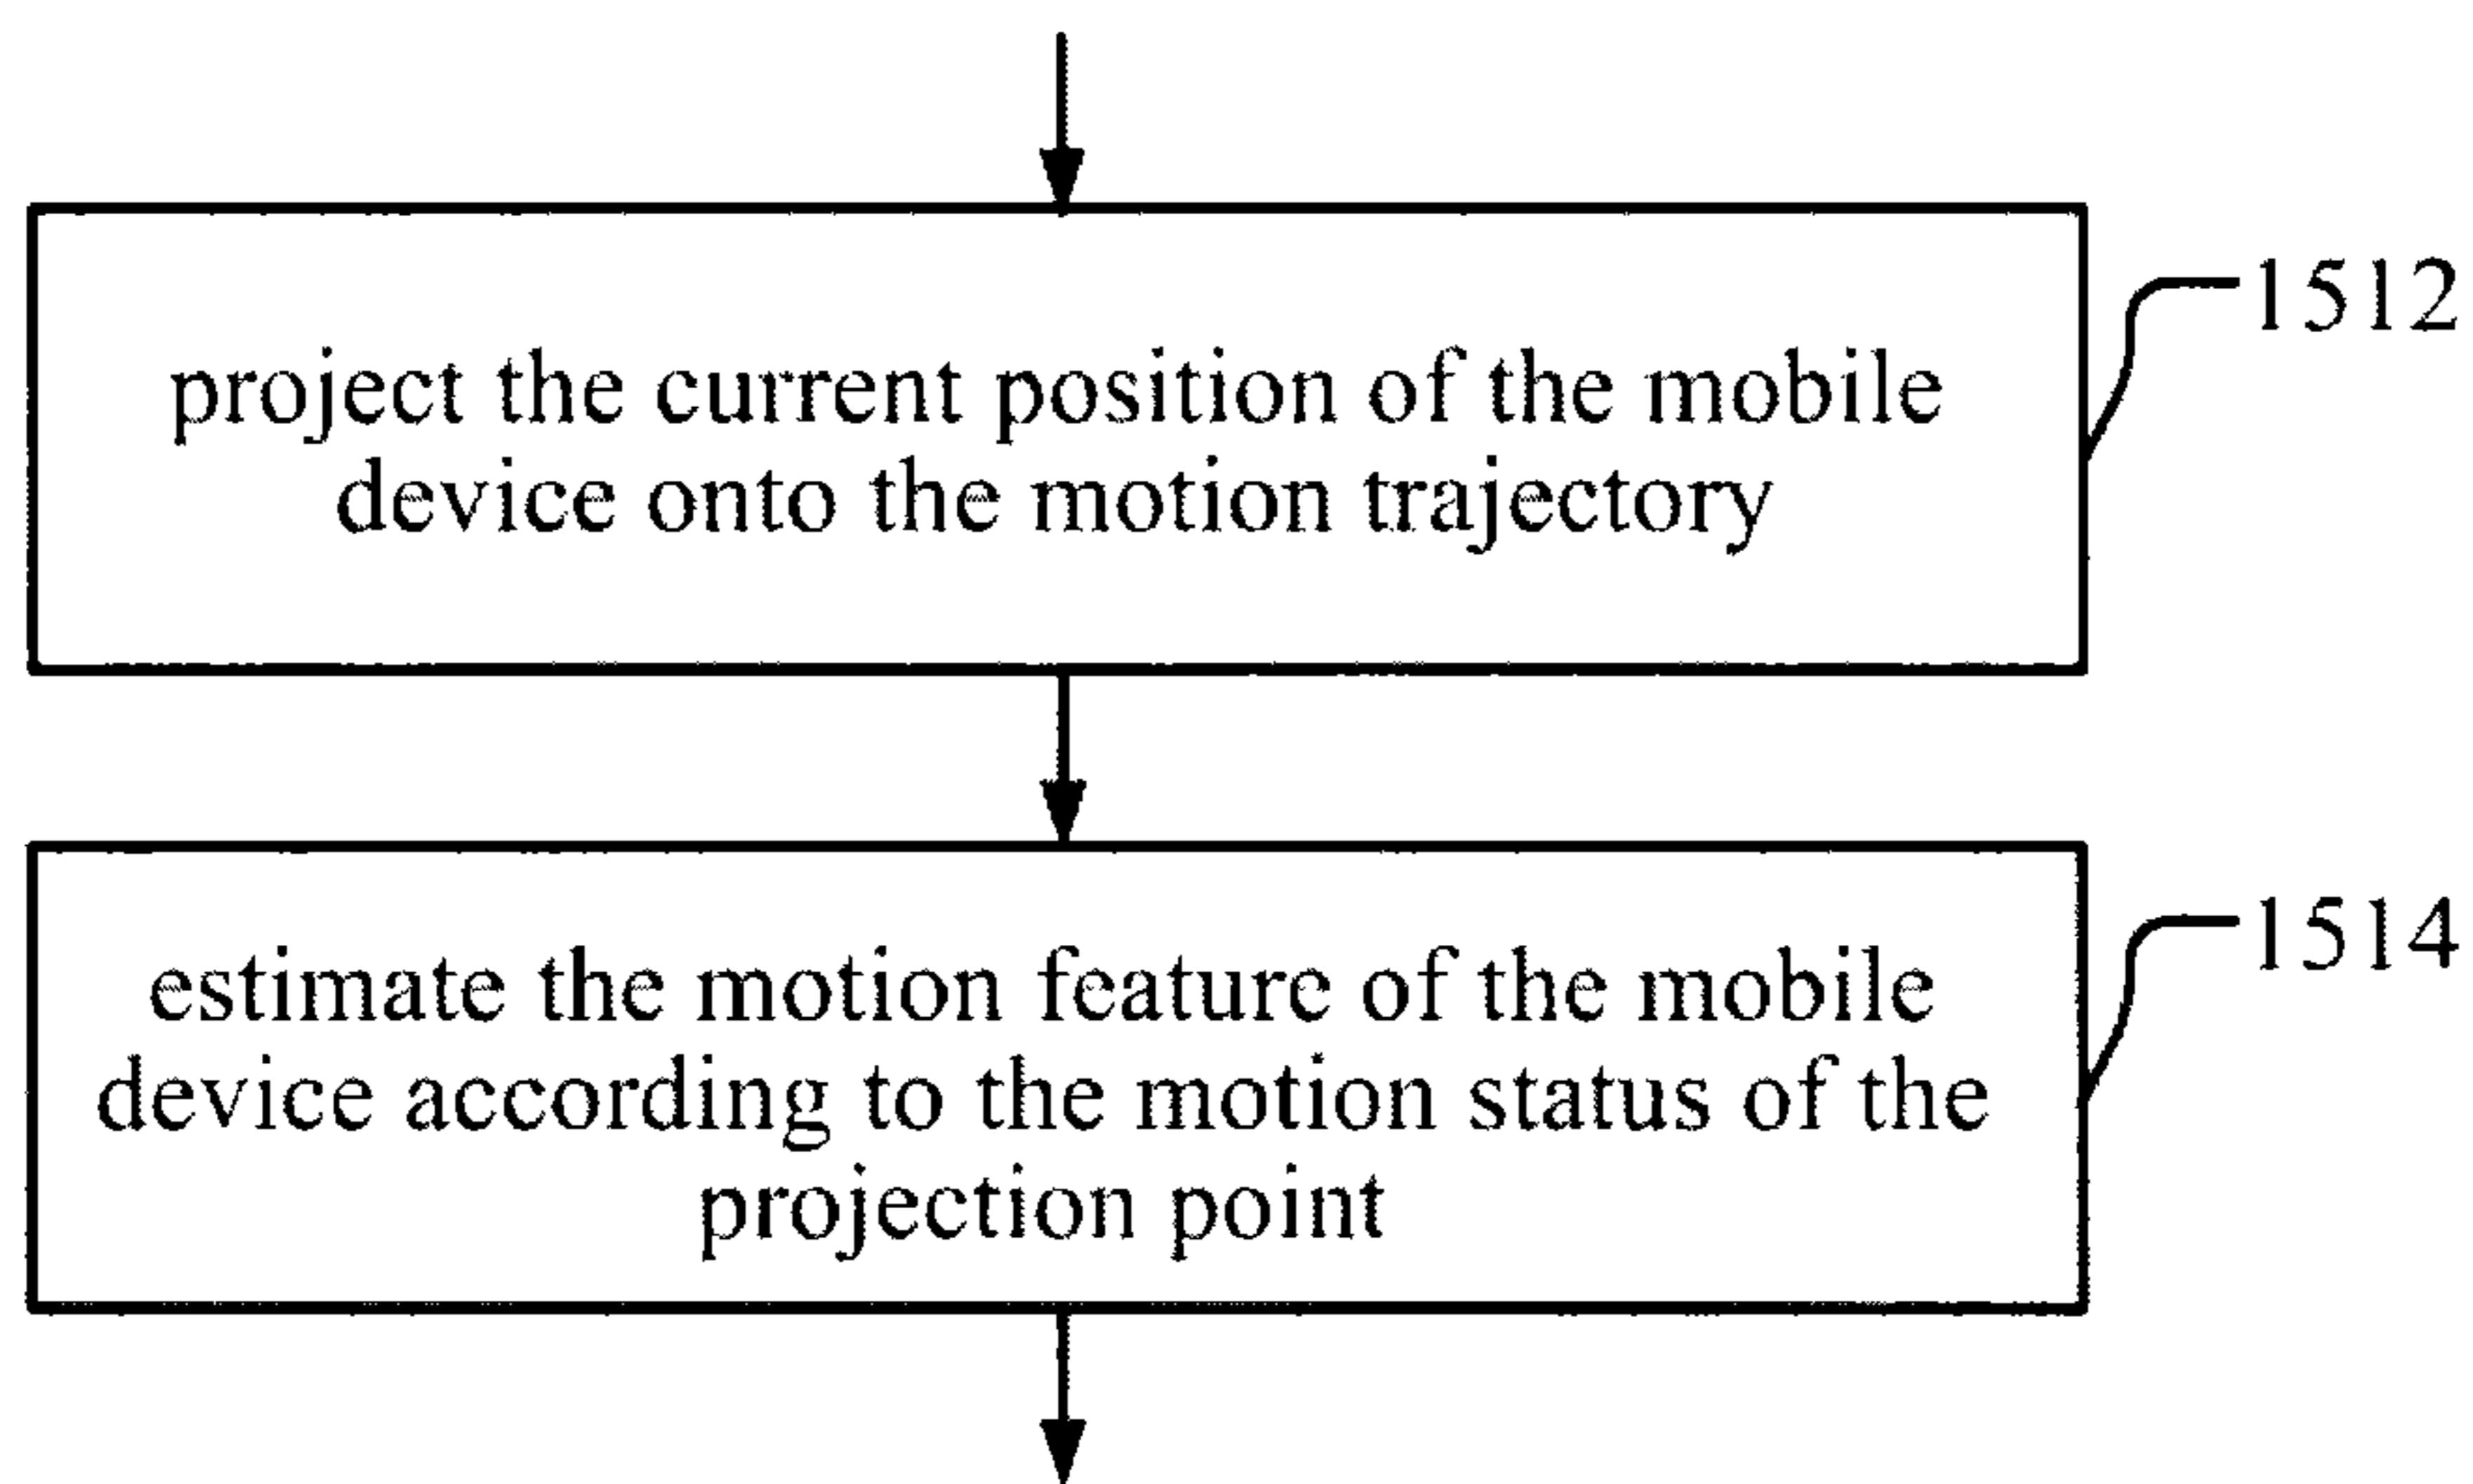 project the current position of the mobile
device onto the motion trajectory
1512
estimate the motion feature of the mobile
device according to the motion status of the
projection point
1514